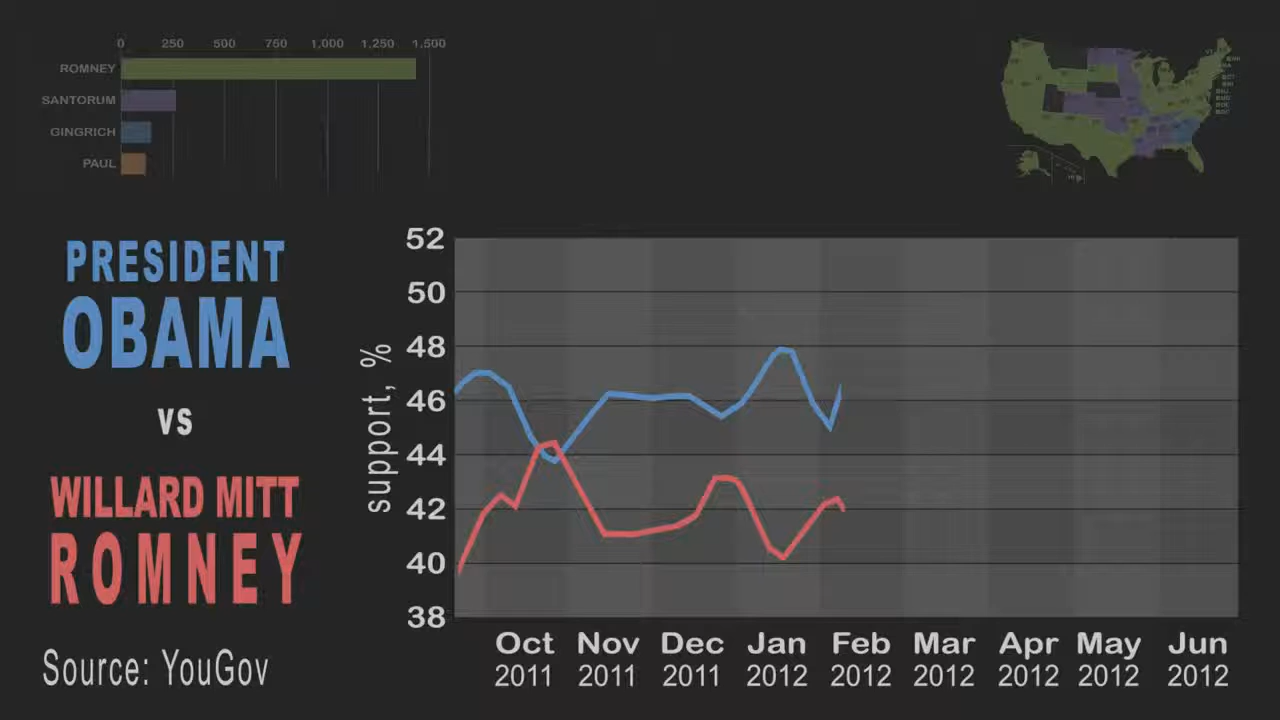 0 250 500 750 1,000 1,250 1,500
ROMNEY
SANTORUM
GINGRICH
PAUL
PRESIDENT
OBAMA
VS
WILLARD MITT
ROMNEY
Source: YouGov
support, %
52
50
48
46
44
42
40
38
Oct Nov Dec Jan Feb Mar Apr May Jun
2011 2011 2011 2012 2012 2012 2012 2012 2012